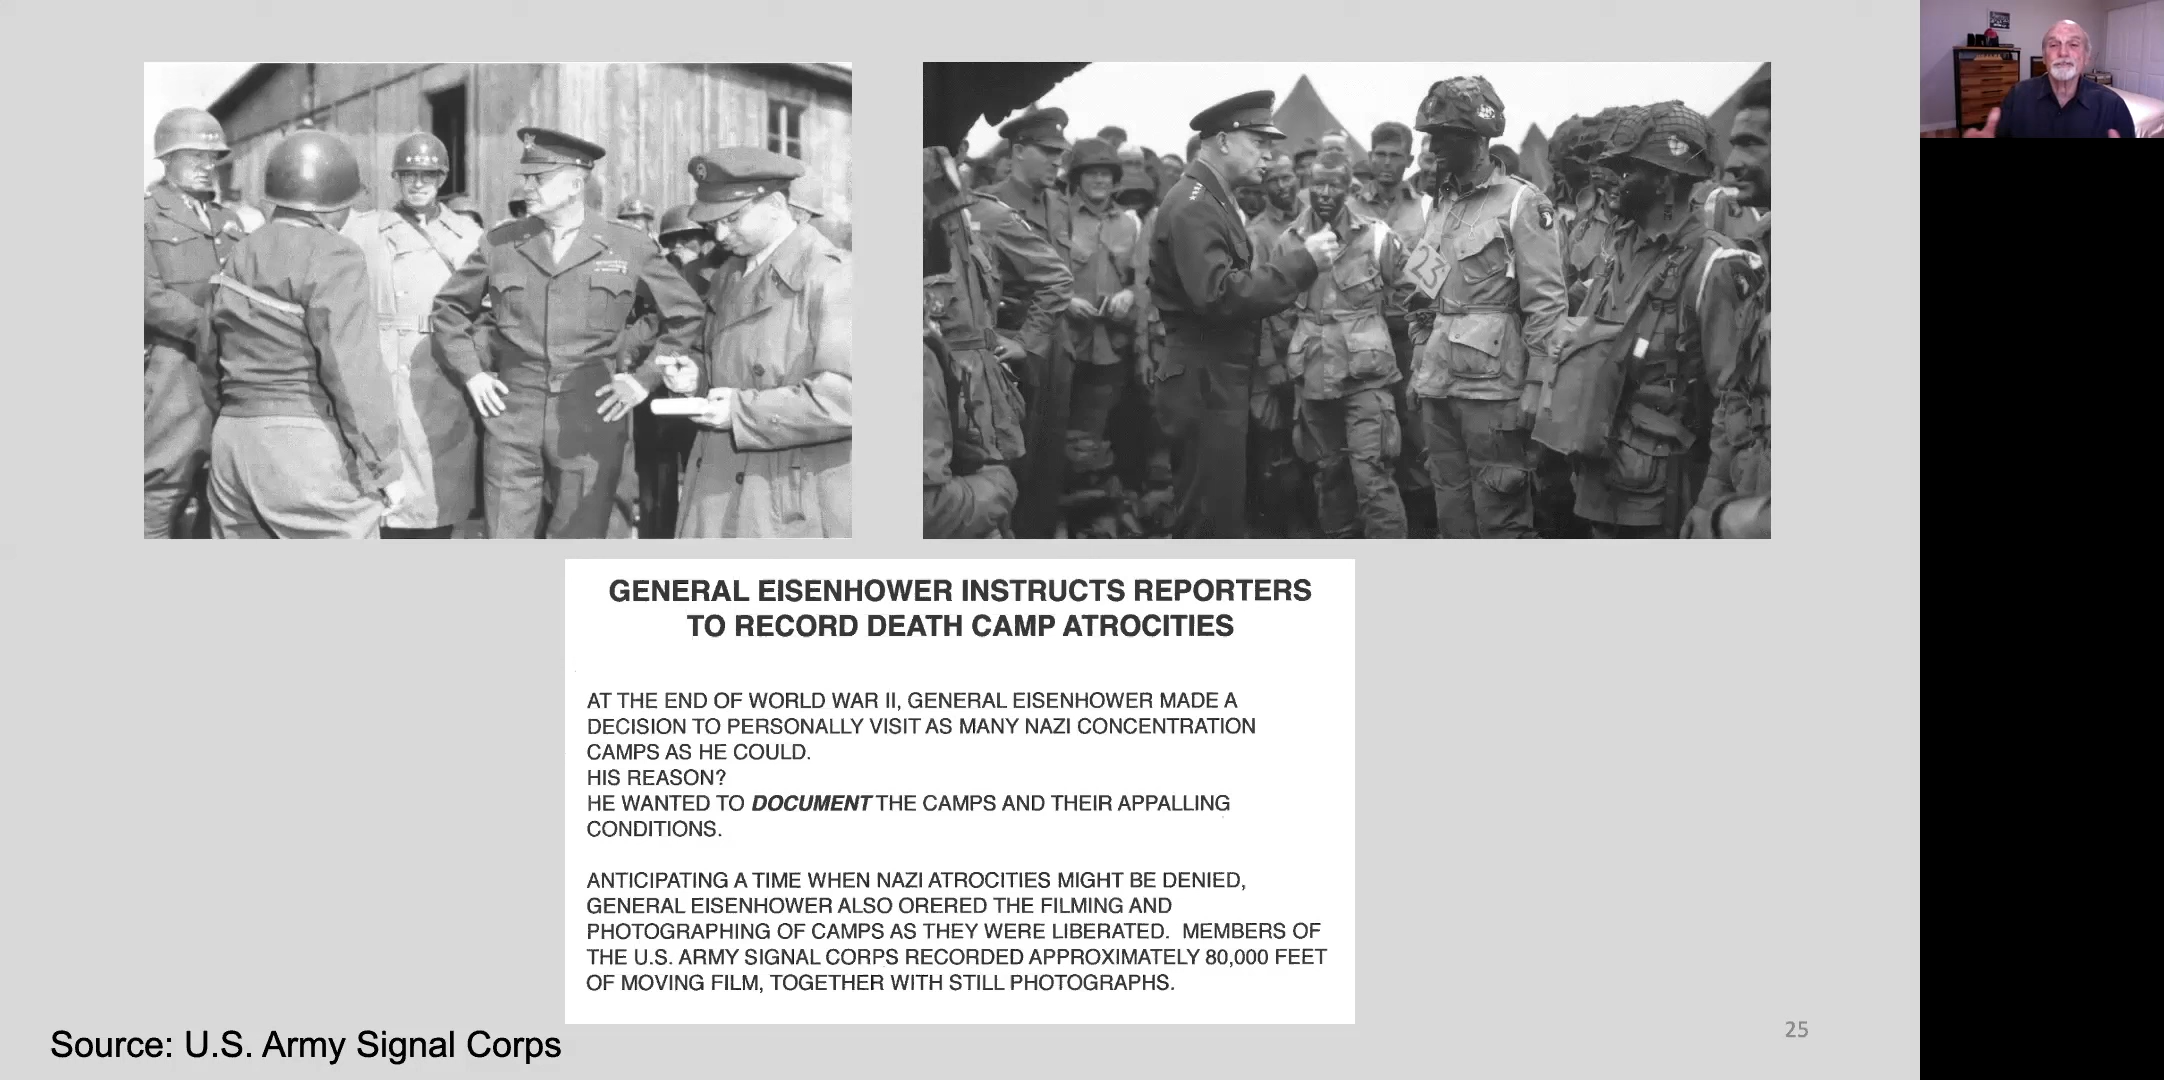 23
GENERAL EISENHOWER INSTRUCTS REPORTERS
TO RECORD DEATH CAMP ATROCITIES
AT THE END OF WORLD WAR II, GENERAL EISENHOWER MADE A
DECISION TO PERSONALLY VISIT AS MANY NAZI CONCENTRATION
CAMPS AS HE COULD.
HIS REASON?
HE WANTED TO DOCUMENT THE CAMPS AND THEIR APPALLING
CONDITIONS.
ANTICIPATING A TIME WHEN NAZI ATROCITIES MIGHT BE DENIED,
GENERAL EISENHOWER ALSO ORERED THE FILMING AND
PHOTOGRAPHING OF CAMPS AS THEY WERE LIBERATED. MEMBERS OF
THE U.S. ARMY SIGNAL CORPS RECORDED APPROXIMATELY 80,000 FEET
OF MOVING FILM, TOGETHER WITH STILL PHOTOGRAPHS.
Source: U.S. Army Signal Corps
25